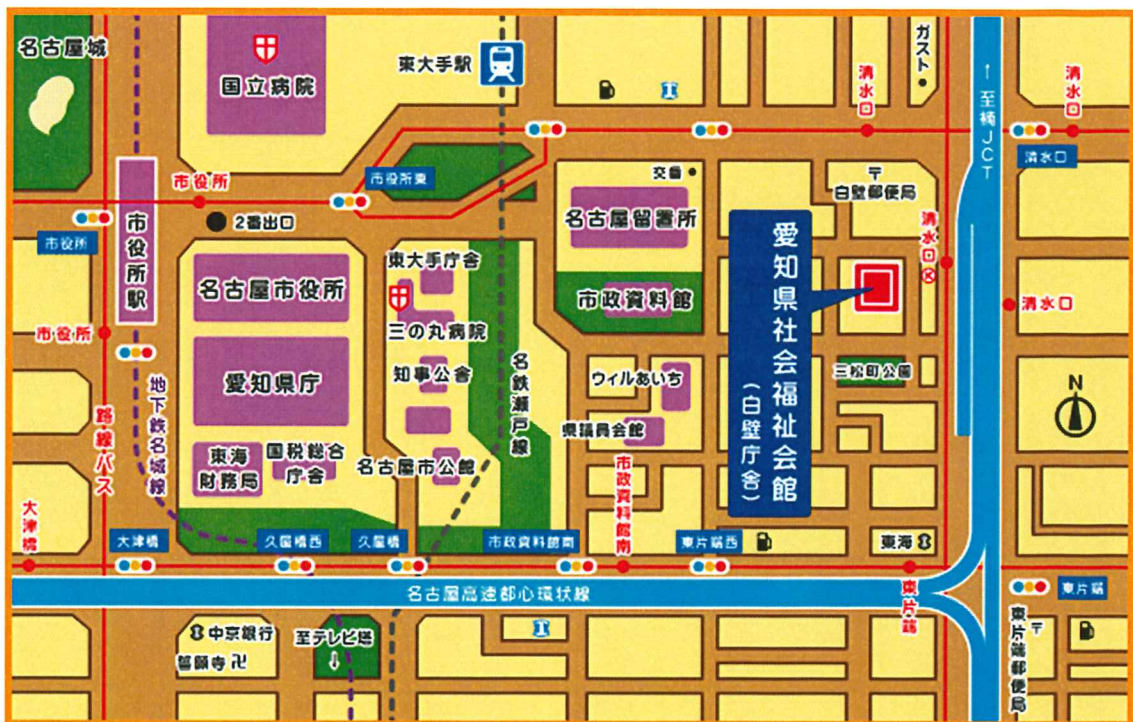 名古屋城
国立病院
東大手駅
ガスト
清水口
清水口
↑至楠JCT
清水口
市役所
市役所東
交番
〒
白壁郵便局
市役所
市役所駅
2番出口
名古屋留置所
愛知県社会福祉会館
(白壁庁舎)
清水口Ⓚ
名古屋市役所
東大手庁舎
市政資料館
清水口
市役所
三の丸病院
愛知県庁
知事公舎
名鉄瀬戸線
ウィルあいち
三松町公園
N
路線バス
地下鉄名城線
県議員会館
東海
財務局
国税総合
庁舎
名古屋市公館
市政資料館南
大津橋
大津橋
久屋橋西
久屋橋
市政資料館南
東片端西
東海
名古屋高速都心環状線
東片端
東片端
中京銀行
誓願寺卍
至テレビ塔
↓
〒
東片端郵便局